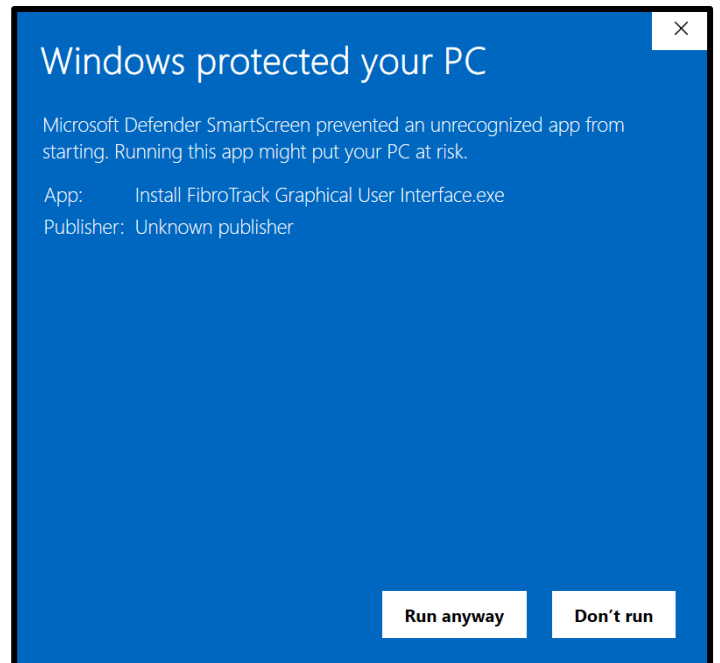 Windows protected your PC
Microsoft Defender SmartScreen prevented an unrecognized app from
starting. Running this app might put your PC at risk.
App: Install FibroTrack Graphical User Interface.exe
Publisher: Unknown publisher
Run anyway Don’t run